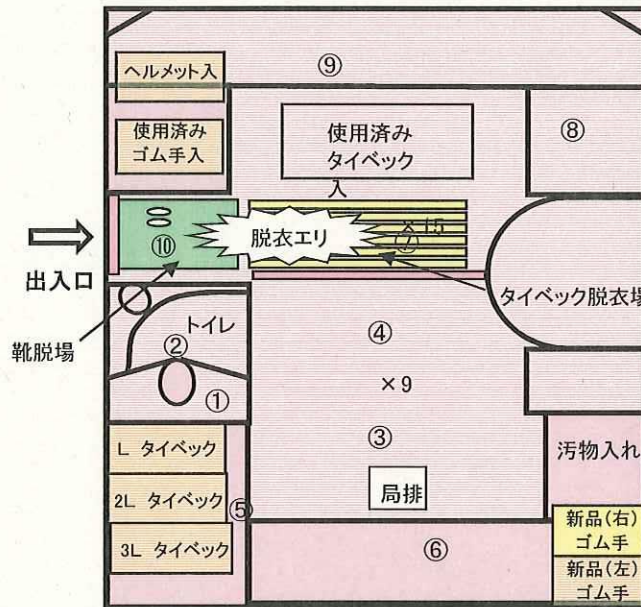 ⑨
ヘルメット入
使用済み
ゴム手入
使用済み
タイベック
入
⑧
⑩
脱衣エリ
×15
⑦
出入口
靴脱場
タイベック脱衣場
トイレ
②
①
④
×9
③
局排
L タイベック
2L タイベック
3L タイベック
⑤
⑥
汚物入れ
新品(右)
ゴム手
新品(左)
ゴム手